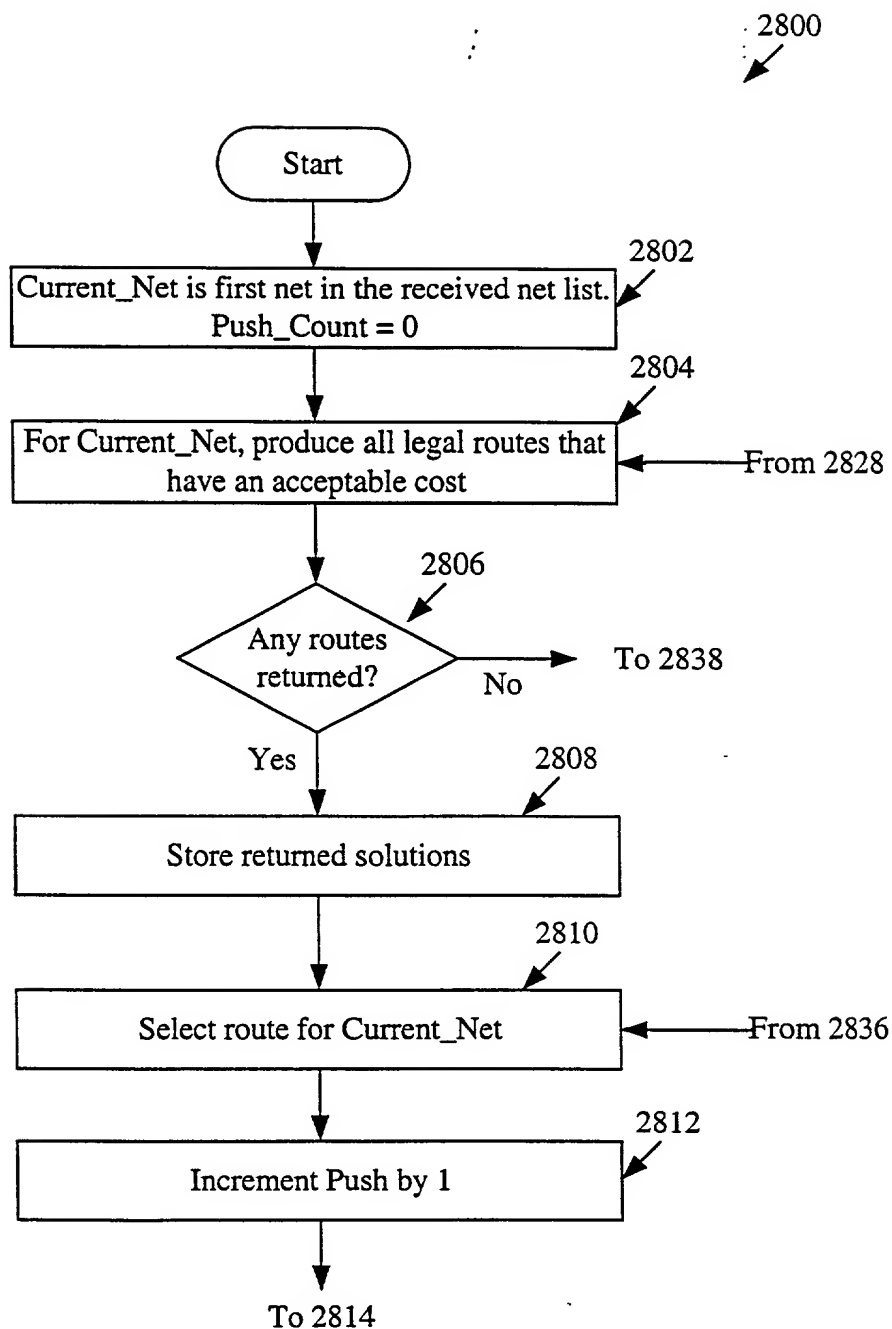 2800
Start
2802
Current_Net is first net in the received net list.
Push_Count = 0
2804
For Current_Net, produce all legal routes that
have an acceptable cost
From 2828
2806
Any routes
returned?
No
To 2838
Yes
2808
Store returned solutions
2810
Select route for Current_Net
From 2836
2812
Increment Push by 1
To 2814